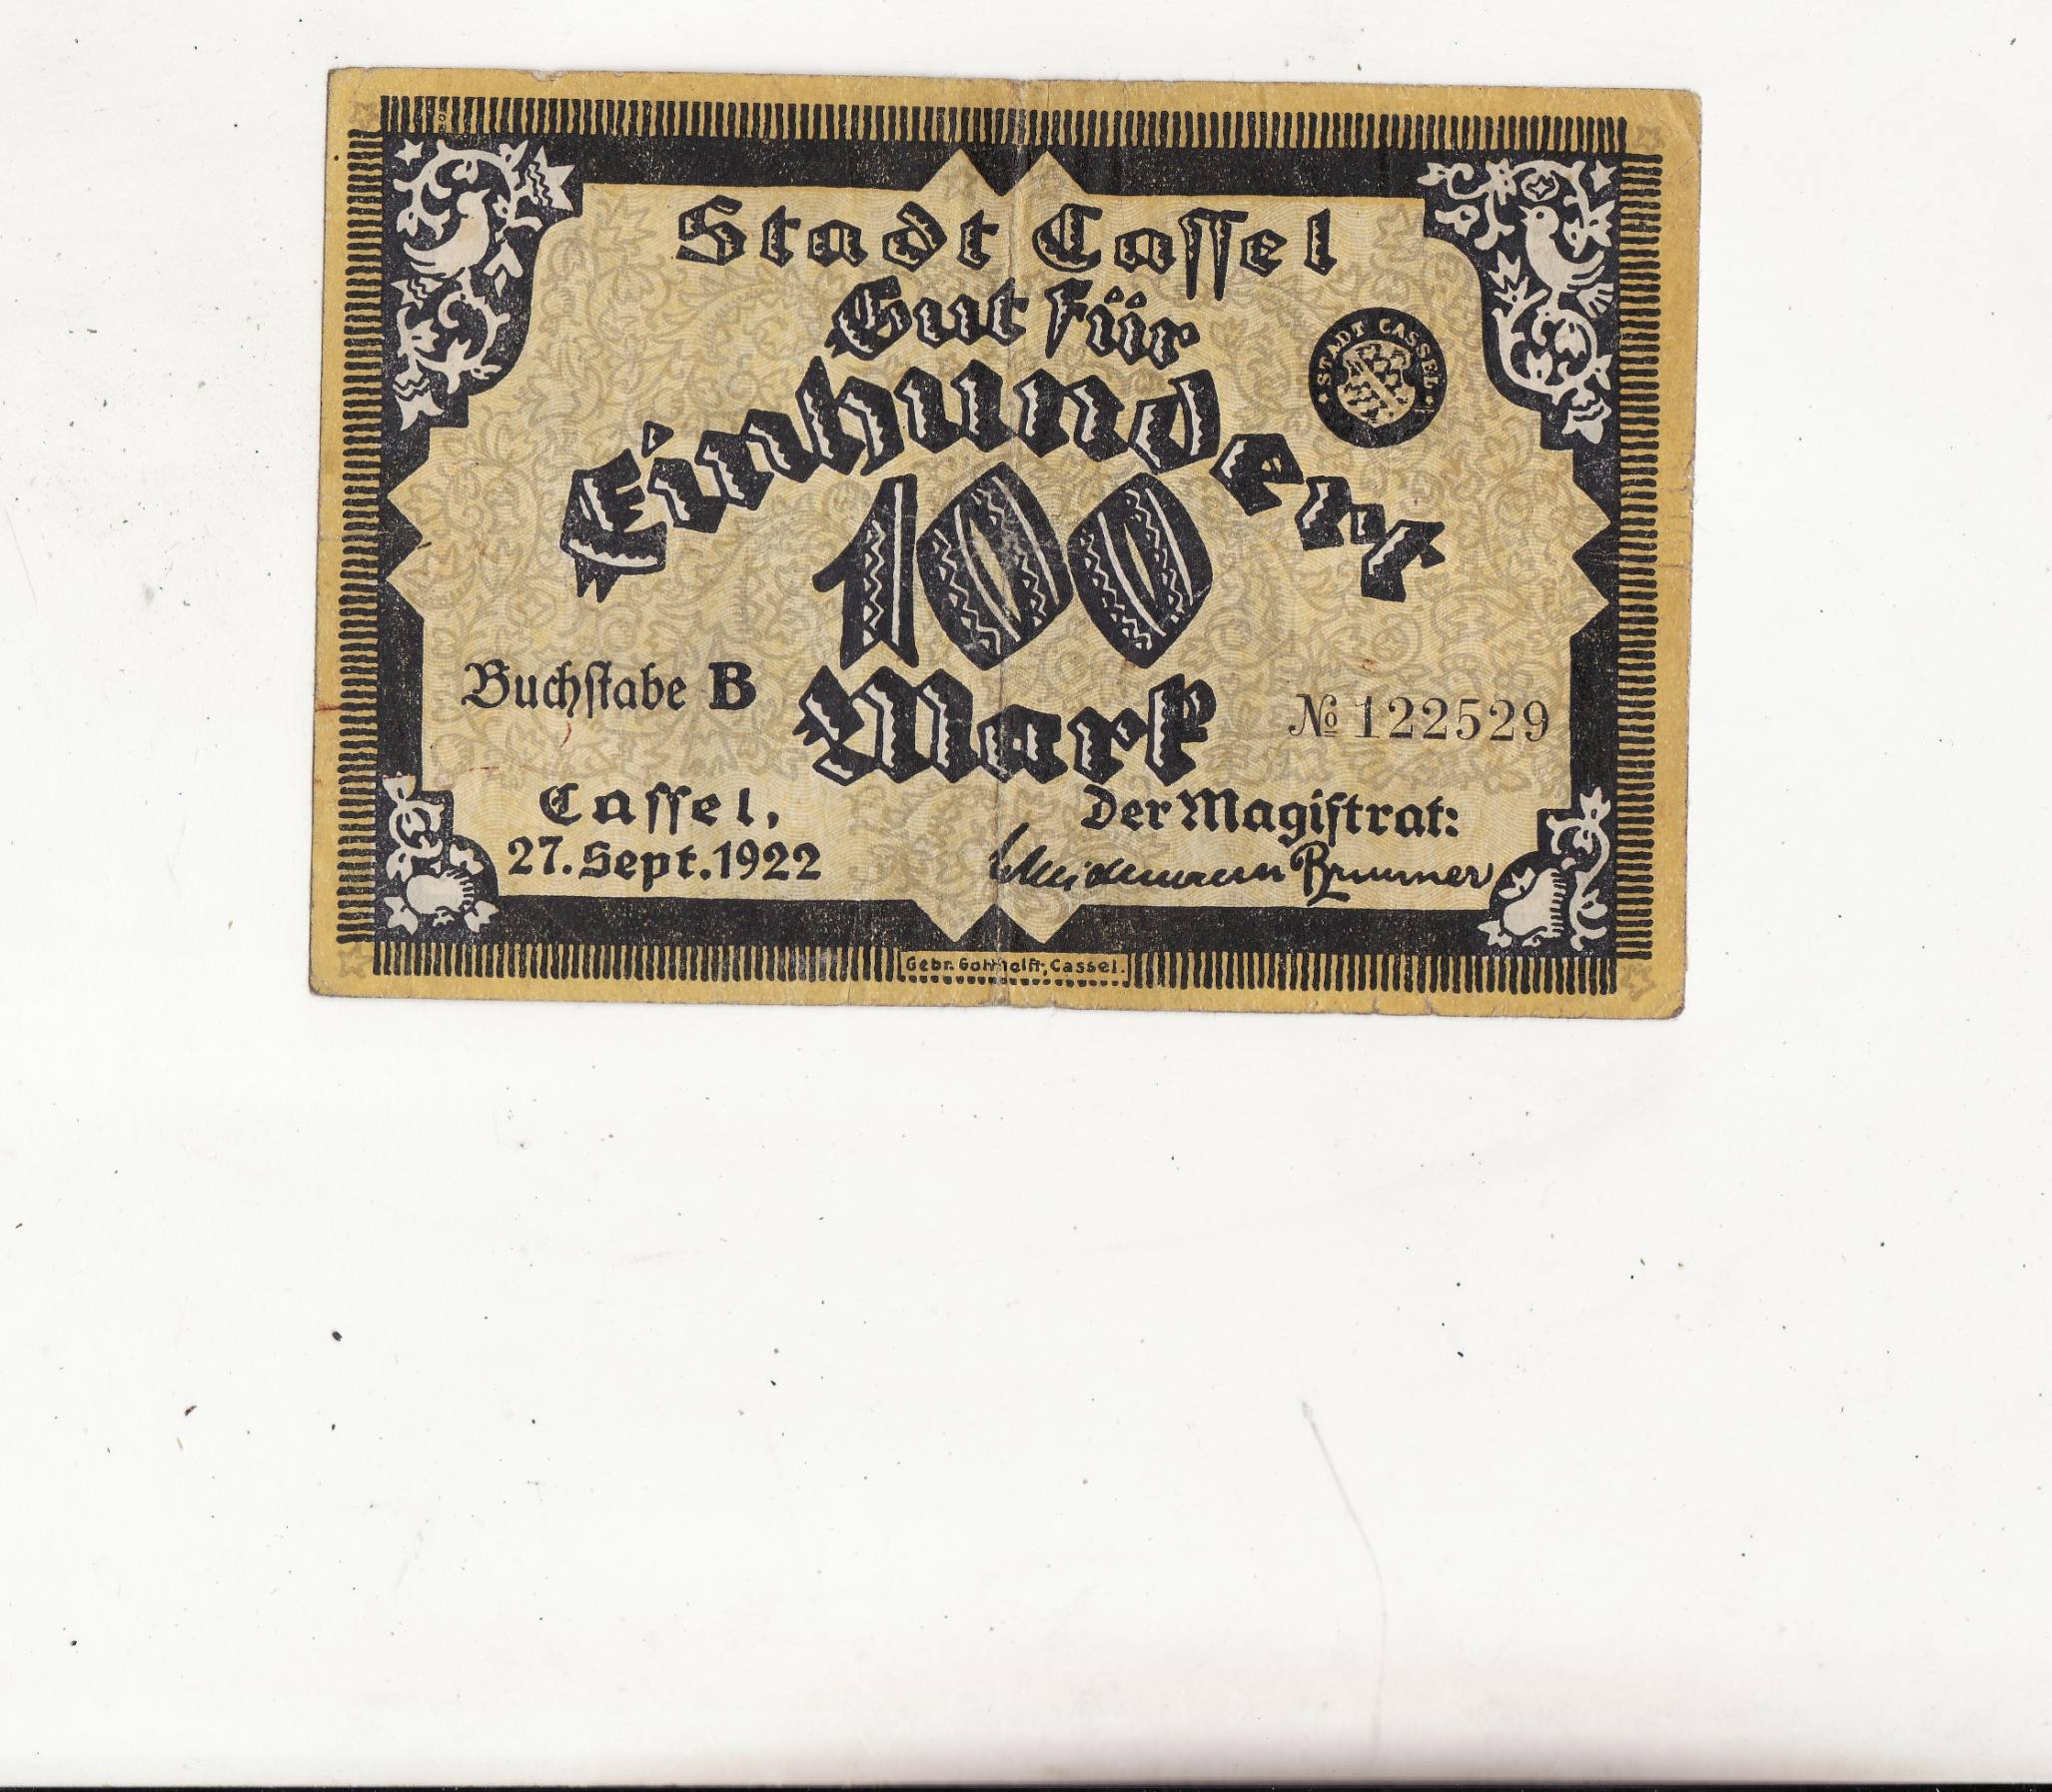 Stadt Cassel
Gut für
Einhundert
STADT CASSEL
100
Buchstabe B
Mark
№ 122529
Cassel,
27. Sept. 1922
Der Magistrat:
Brunner
Gebr. Gotthelft, Cassel.